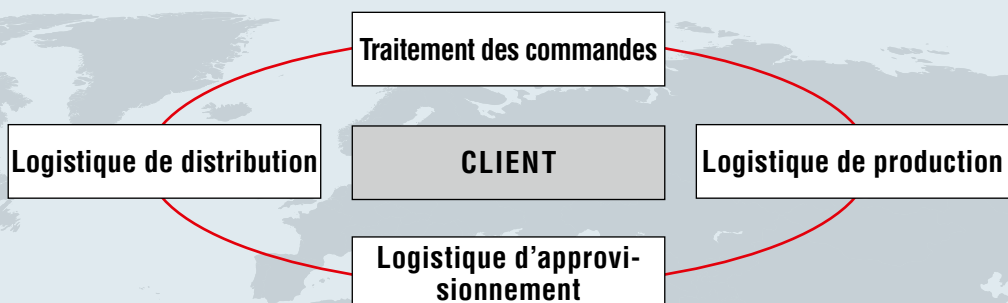 Traitement des commandes
Logistique de distribution
CLIENT
Logistique de production
Logistique d'approvi-
sionnement